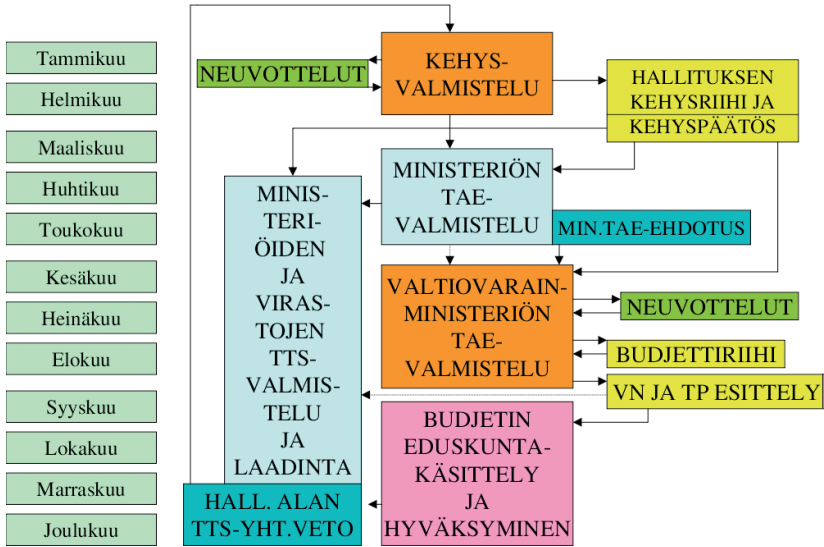 Tammikuu
Helmikuu
Maaliskuu
Huhtikuu
Toukokuu
Kesäkuu
Heinäkuu
Elokuu
Syyskuu
Lokakuu
Marraskuu
Joulukuu
NEUVOTTELUT
KEHYS-
VALMISTELU
HALLITUKSEN
KEHYSRIIHI JA
KEHYSPÄÄTÖS
MINISTERIÖN
TAE-
VALMISTELU
MIN.TAE-EHDOTUS
MINIS-
TERI-
ÖIDEN
JA
VIRAS-
TOJEN
TTS-
VALMIS-
TELU
JA
LAADINTA
VALTIOVARAIN-
MINISTERIÖN
TAE-
VALMISTELU
NEUVOTTELUT
BUDJETTIRIIHI
VN JA TP ESITTELY
BUDJETIN
EDUSKUNTA-
KÄSITTELY
JA
HYVÄKSYMINEN
HALL. ALAN
TTS-YHT.VETO